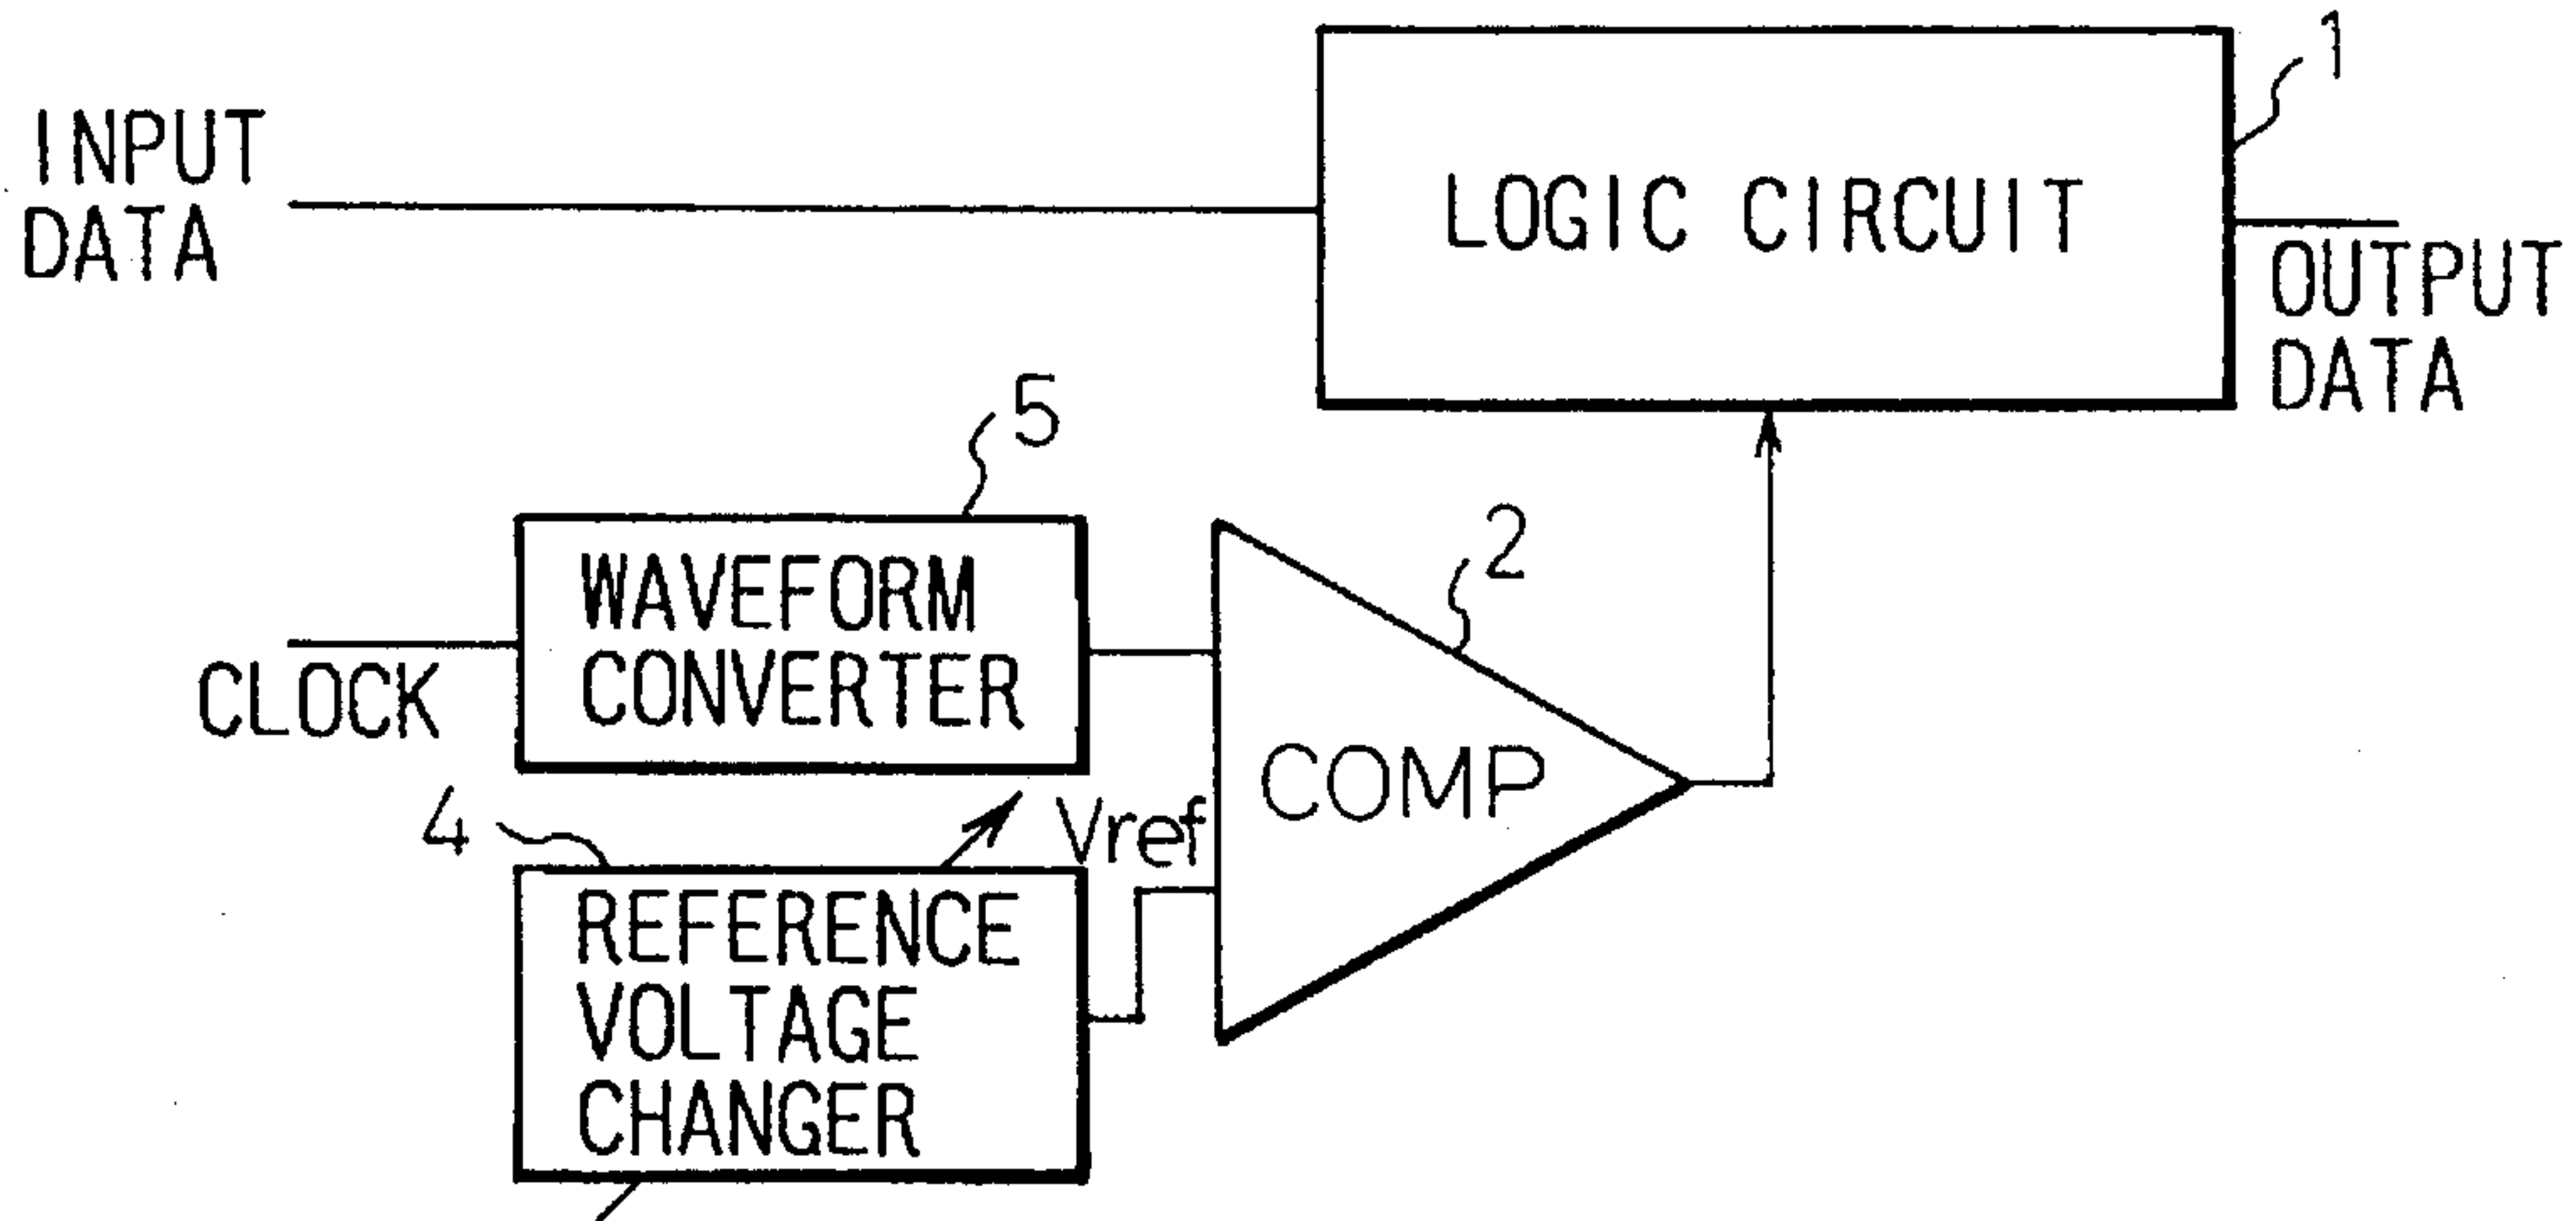 1
INPUT
DATA
LOGIC CIRCUIT
OUTPUT
DATA
5
WAVEFORM
CONVERTER
2
CLOCK
COMP
4
Vref
REFERENCE
VOLTAGE
CHANGER